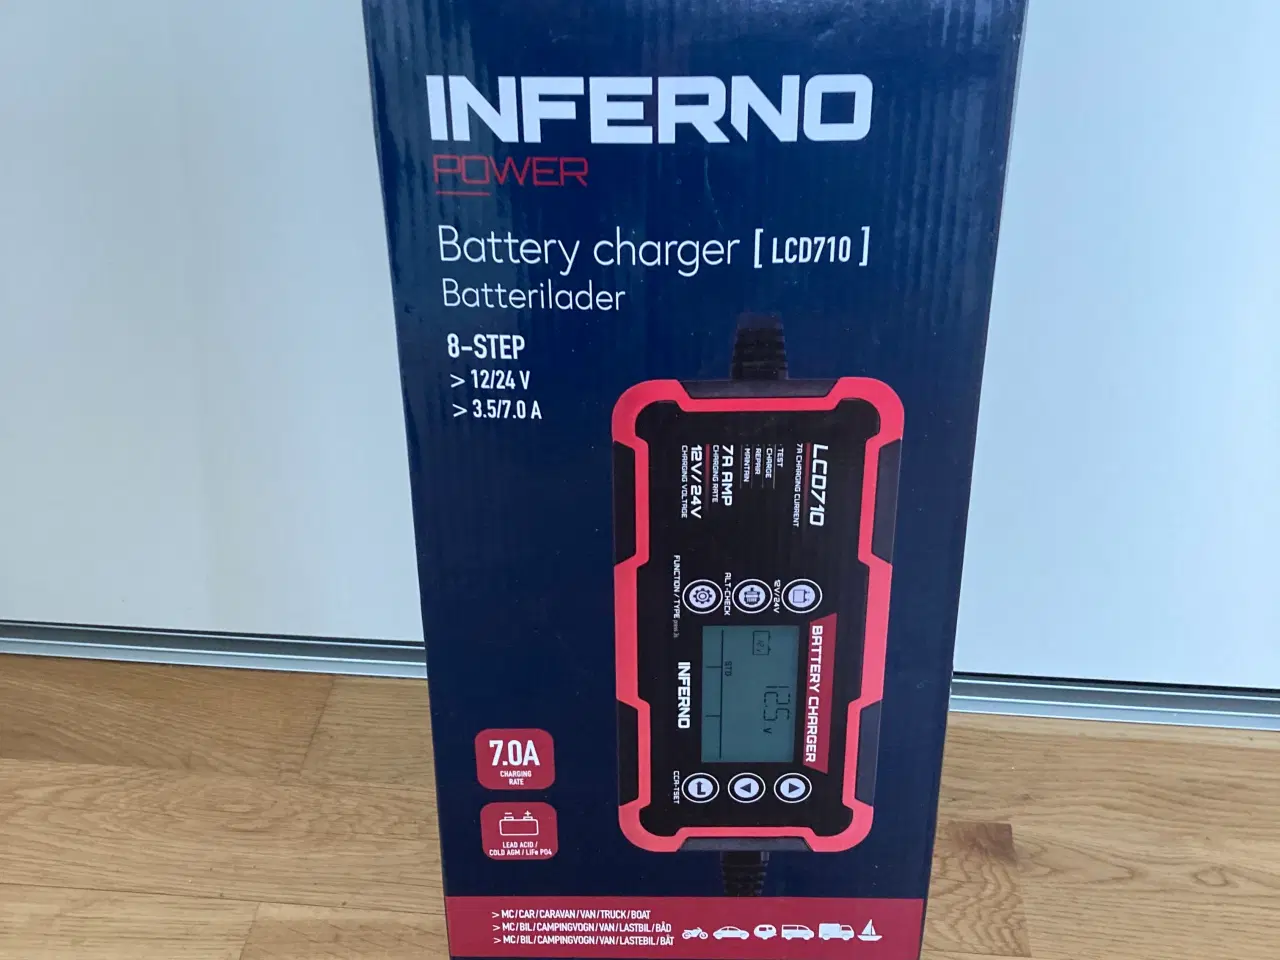 INFERNO
POWER
Battery charger [ LCD710 ]
Batterilader
8-STEP
> 12/24 V
> 3.5/7.0 A
LCD710
7A CHARGING CURRENT
· TEST
· CHARGE
· REPAIR
· MAINTAIN
7A AMP
CHARGING RATE
12V/24V
CHARGING VOLTAGE
12V/24V
ALT-CHECK
FUNCTION / TYPE
BATTERY CHARGER
STD
12.5 V
INFERNO
7.0A
CHARGING
RATE
LEAD ACID /
COLD AGM / LiFe PO4
> MC / CAR / CARAVAN / VAN / TRUCK / BOAT
> MC / BIL / CAMPINGVOGN / VAN / LASTBIL / BÅD
> MC / BIL / CAMPINGVOGN / VAN / LASTEBIL / BÅT